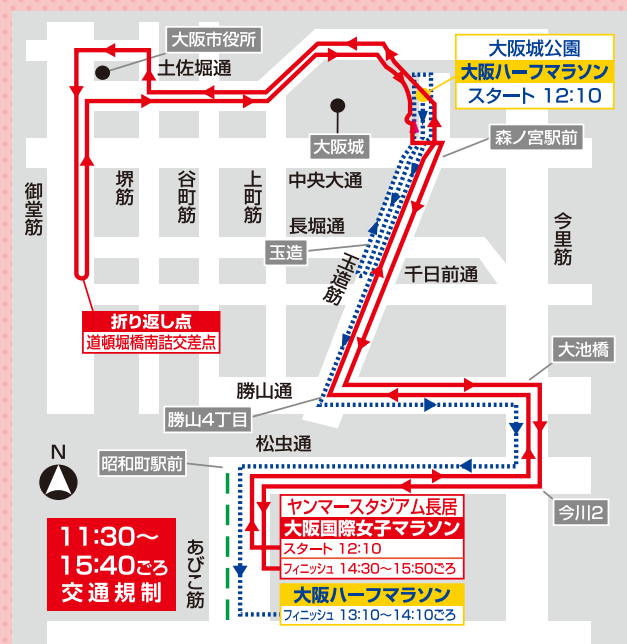 大阪市役所
土佐堀通
大阪城公園
大阪ハーフマラソン
スタート 12:10
大阪城
森ノ宮駅前
御堂筋
堺筋
谷町筋
上町筋
中央大通
長堀通
玉造
玉造筋
千日前通
今里筋
折り返し点
道頓堀橋南詰交差点
大池橋
勝山通
勝山4丁目
松虫通
昭和町駅前
N
今川2
ヤンマースタジアム長居
大阪国際女子マラソン
スタート 12:10
フィニッシュ 14:30〜15:50ごろ
11:30〜
15:40ごろ
交通規制
あびこ筋
大阪ハーフマラソン
フィニッシュ 13:10〜14:10ごろ